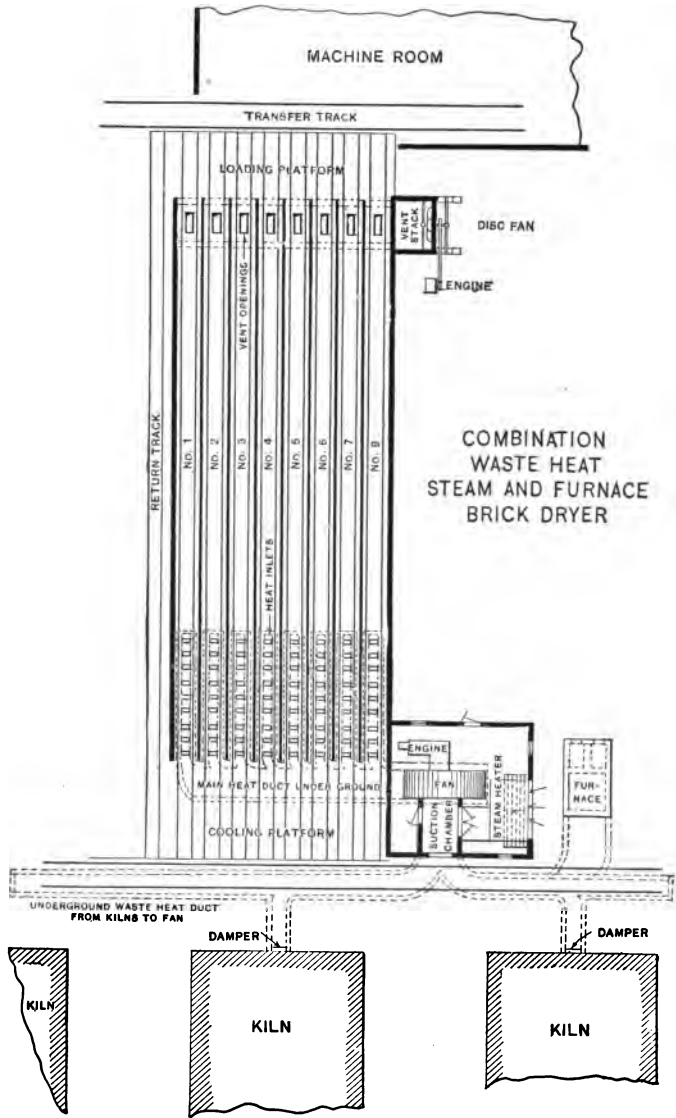 MACHINE ROOM
TRANSFER TRACK
LOADING PLATFORM
VENT STACK
DISC FAN
ENGINE
VENT OPENINGS
RETURN TRACK
No. 1
No. 2
No. 3
No. 4
No. 5
No. 6
No. 7
No. 8
COMBINATION
WASTE HEAT
STEAM AND FURNACE
BRICK DRYER
HEAT INLETS
ENGINE
FAN
STEAM HEATER
FUR-
NACE
MAIN HEAT DUCT UNDER GROUND
SUCTION
CHAMBER
COOLING PLATFORM
UNDERGROUND WASTE HEAT DUCT
FROM KILNS TO FAN
DAMPER
DAMPER
KILN
KILN
KILN